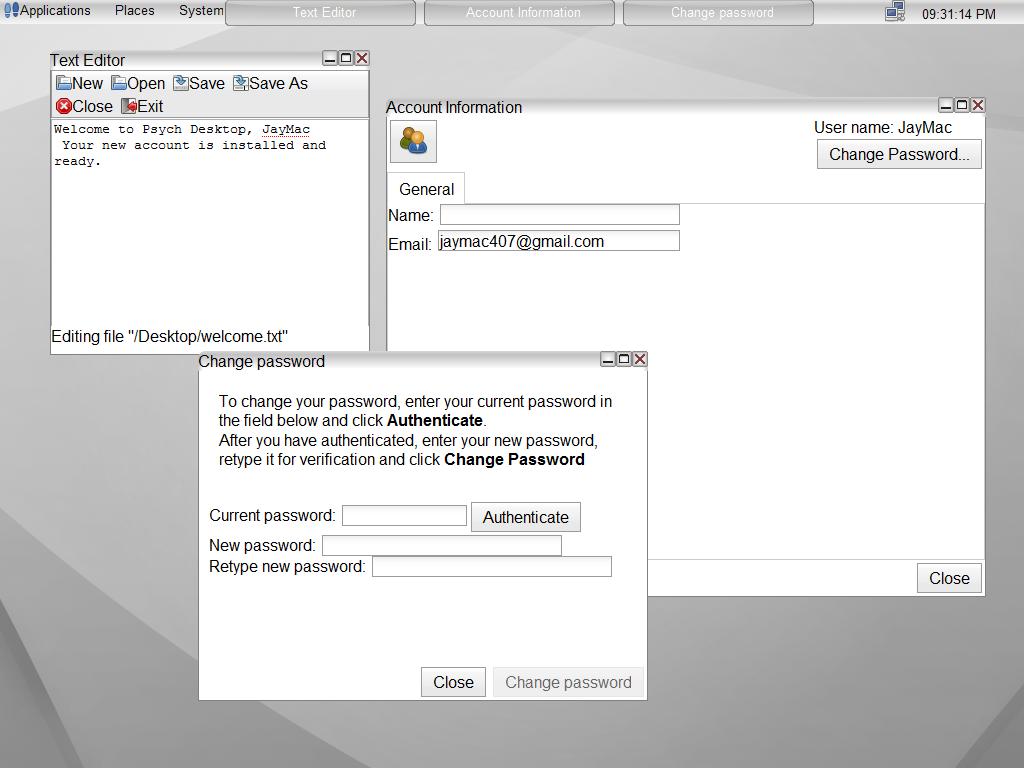 Applications Places System Text Editor Account Information Change password 09:31:14 PM
Text Editor
New Open Save Save As
Close Exit
Welcome to Psych Desktop, JayMac
Your new account is installed and
ready.
Editing file "/Desktop/welcome.txt"
Account Information
User name: JayMac
Change Password...
General
Name:
Email: jaymac407@gmail.com
Close
Change password
To change your password, enter your current password in
the field below and click Authenticate.
After you have authenticated, enter your new password,
retype it for verification and click Change Password
Current password: Authenticate
New password:
Retype new password:
Close Change password